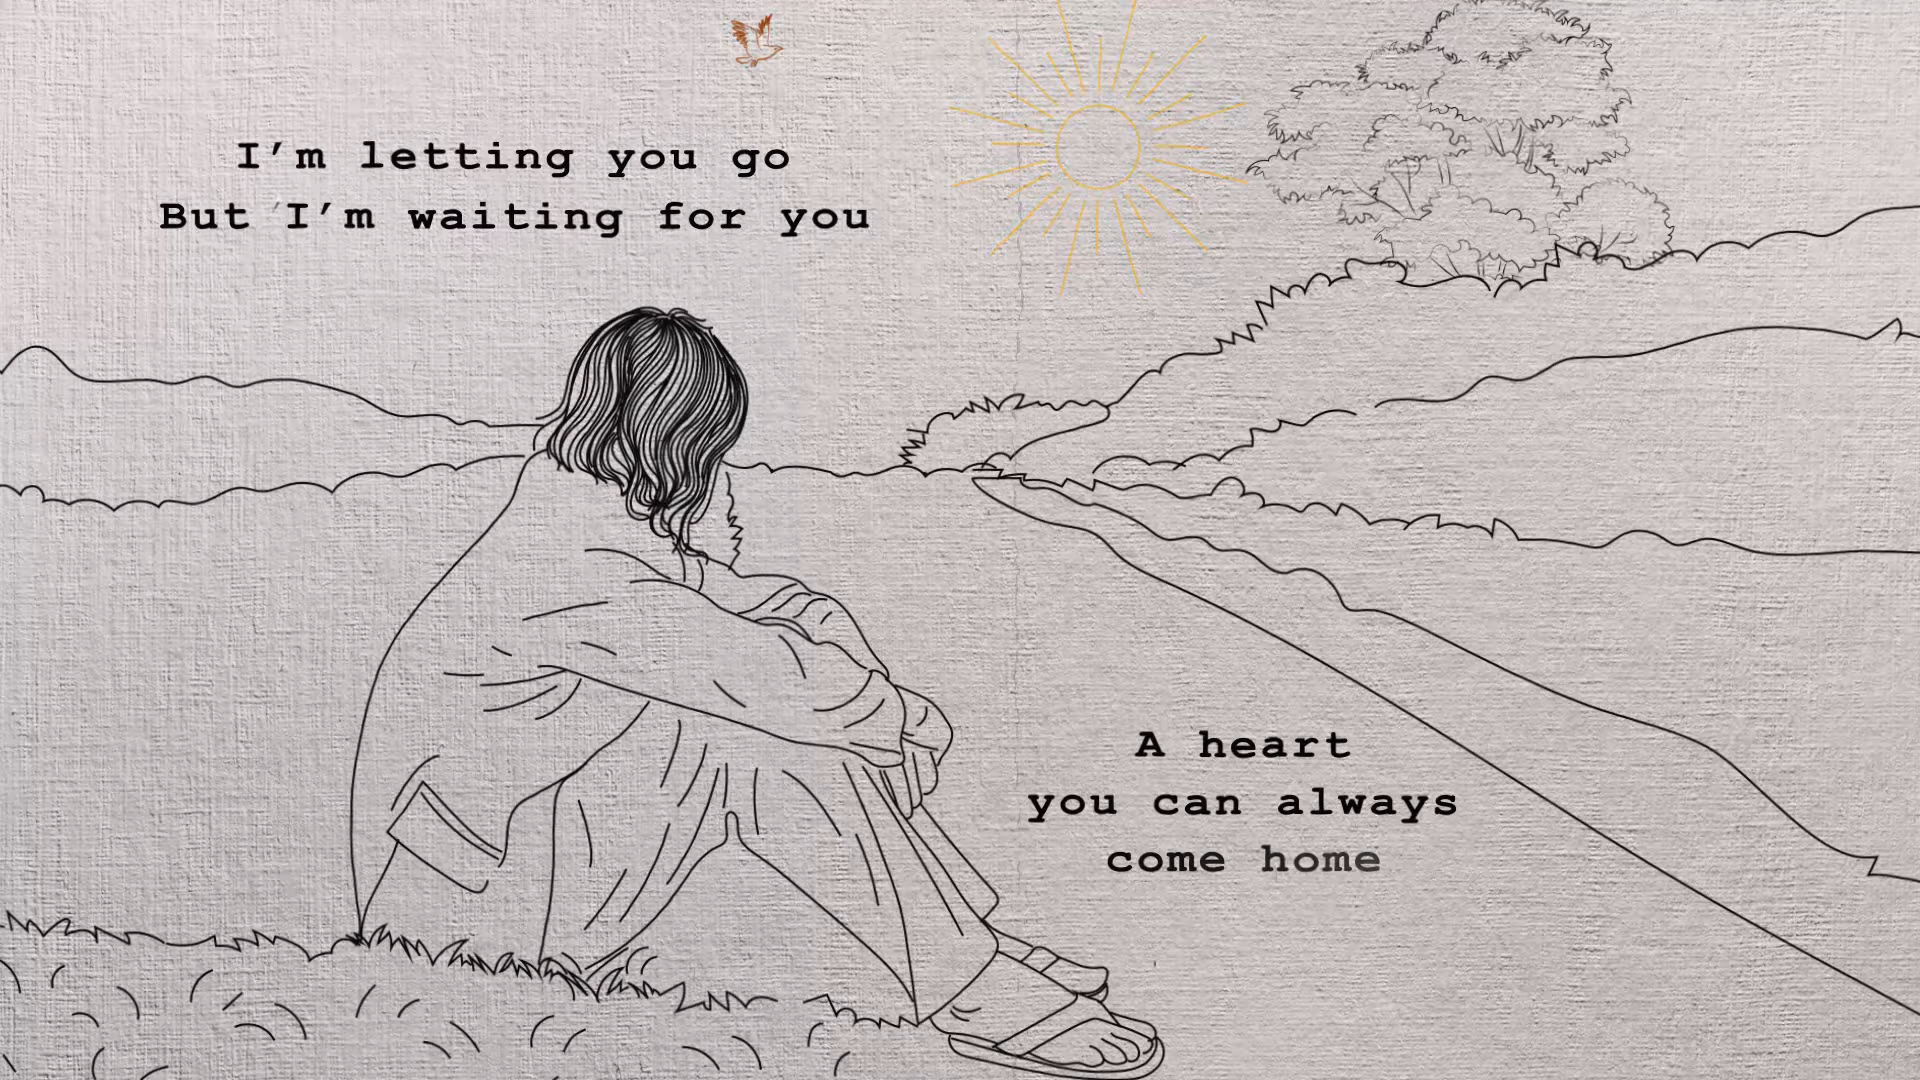 I’m letting you go
But I’m waiting for you
A heart
you can always
come home